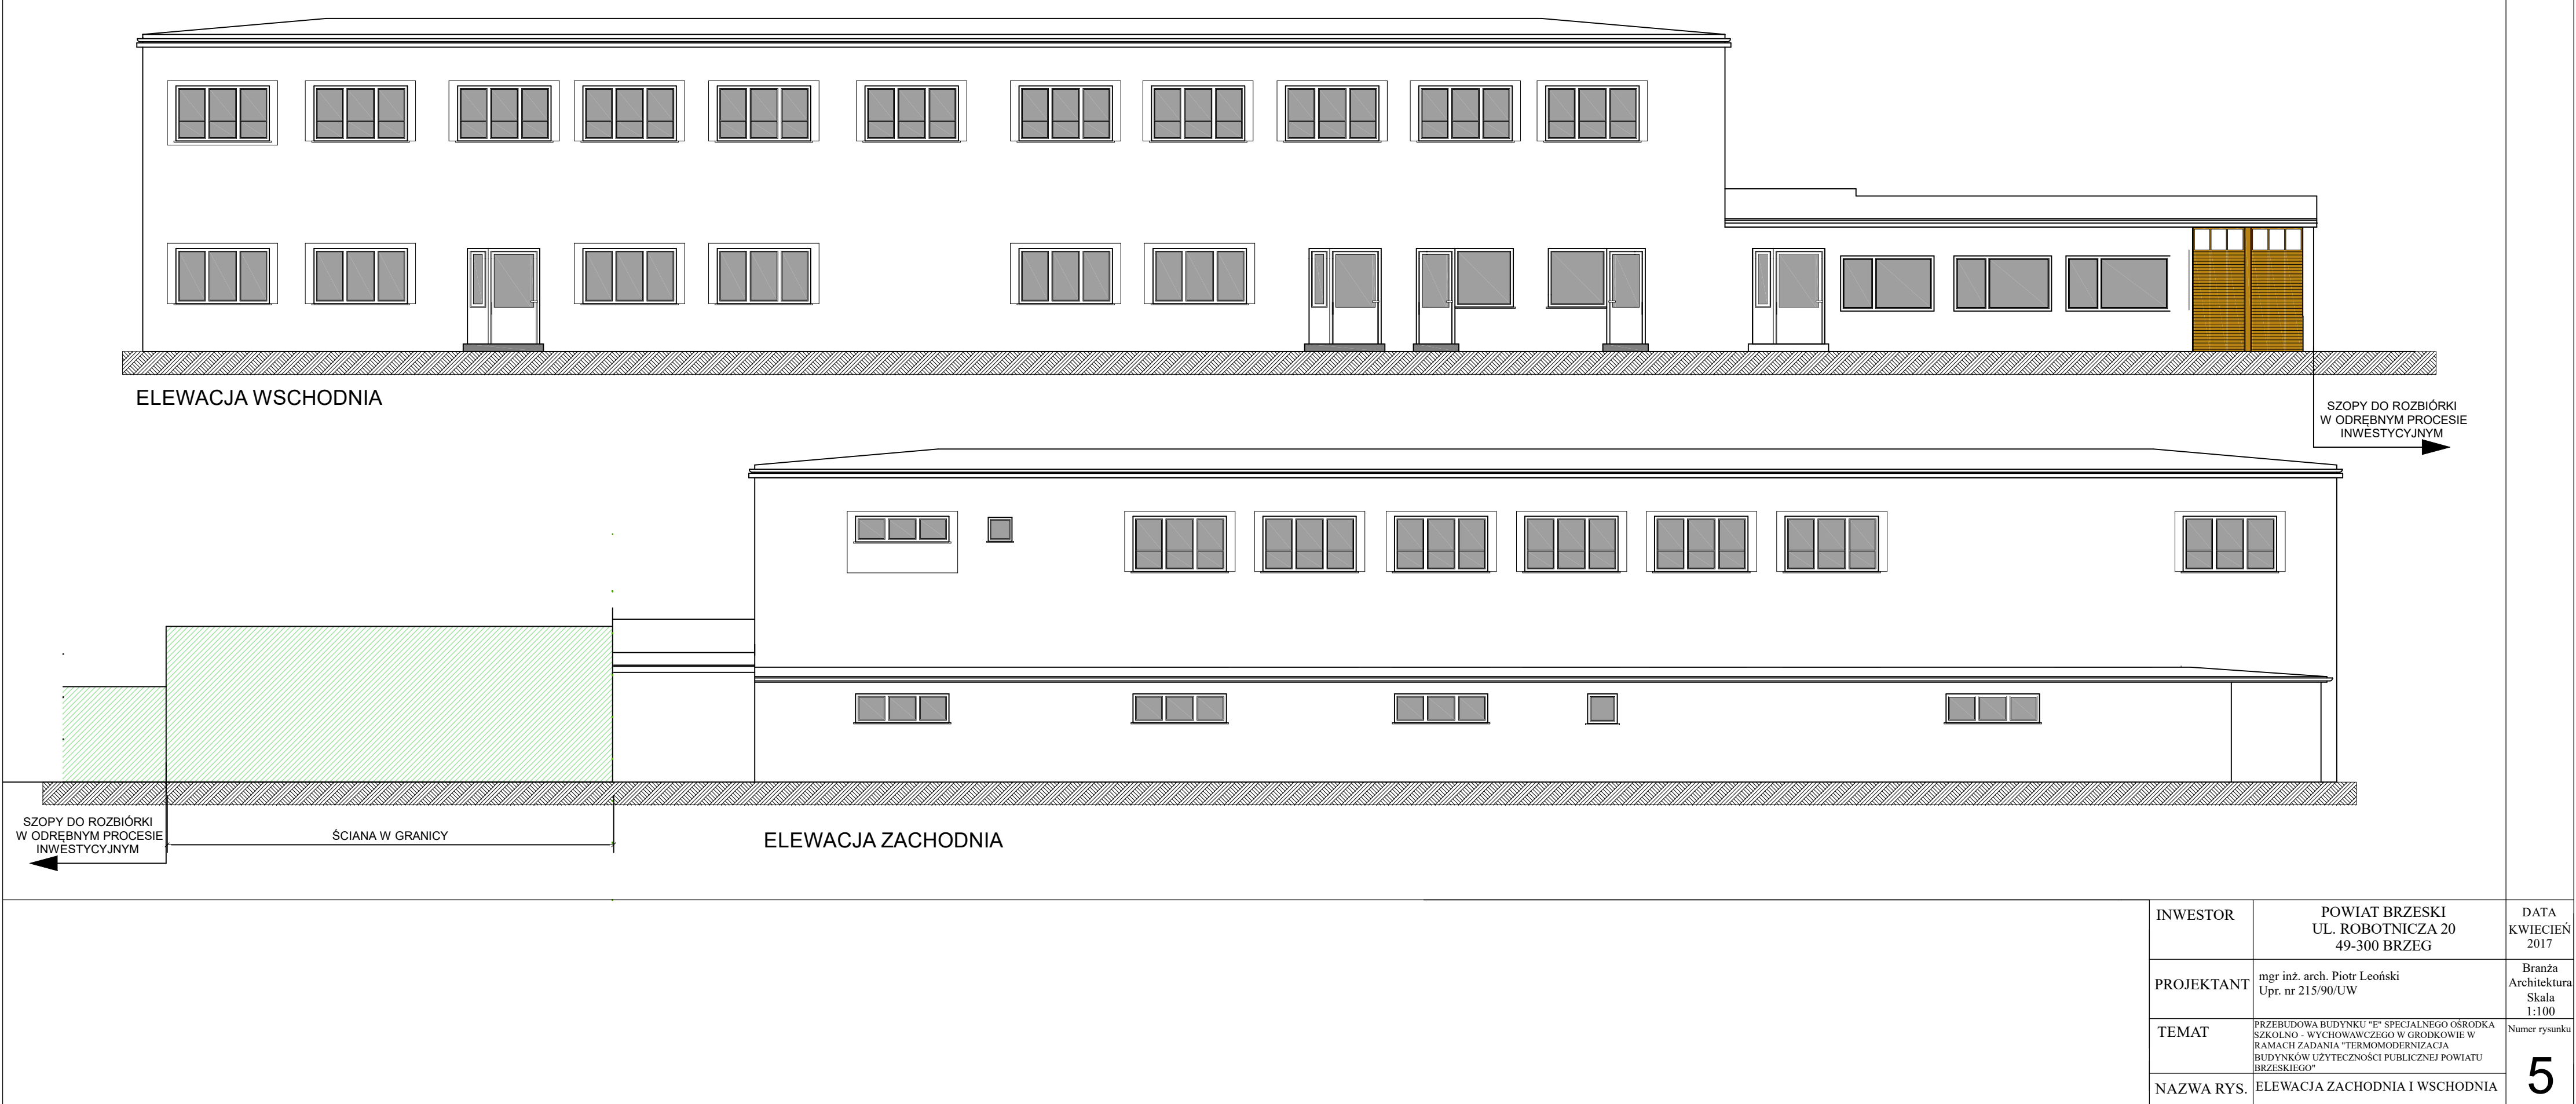 ELEWACJA WSCHODNIA
SZOPY DO ROZBIÓRKI
W ODRĘBNYM PROCESIE
INWESTYCYJNYM
SZOPY DO ROZBIÓRKI
W ODRĘBNYM PROCESIE
INWESTYCYJNYM
ŚCIANA W GRANICY
ELEWACJA ZACHODNIA
INWESTOR
POWIAT BRZESKI
UL. ROBOTNICZA 20
49-300 BRZEG
DATA
KWIECIEŃ
2017
PROJEKTANT
mgr inż. arch. Piotr Leoński
Upr. nr 215/90/UW
Branża
Architektura
Skala
1:100
TEMAT
PRZEBUDOWA BUDYNKU "E" SPECJALNEGO OŚRODKA
SZKOLNO - WYCHOWAWCZEGO W GRODKOWIE W
RAMACH ZADANIA "TERMOMODERNIZACJA
BUDYNKÓW UŻYTECZNOŚCI PUBLICZNEJ POWIATU
BRZESKIEGO"
Numer rysunku
5
NAZWA RYS.
ELEWACJA ZACHODNIA I WSCHODNIA